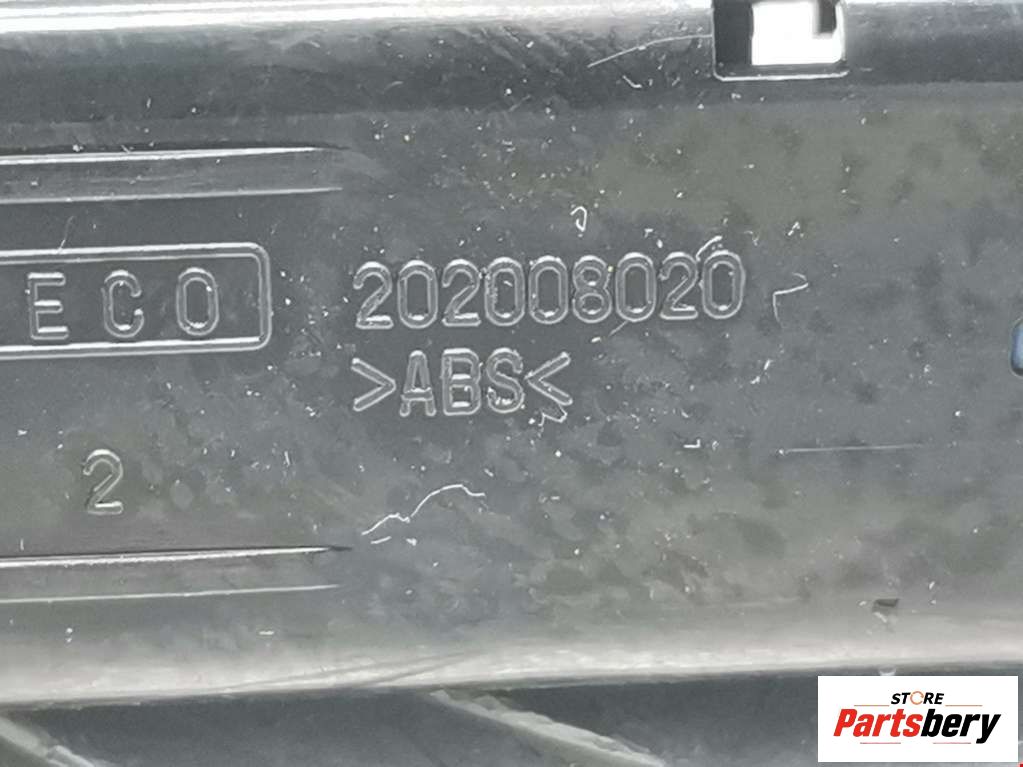 ECO
202008020
>ABS<
2
STORE
Partsbery